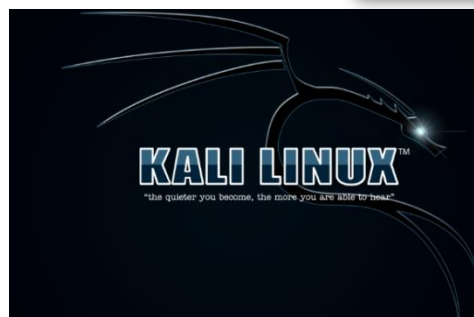 KALI LINUX™
"the quieter you become, the more you are able to hear"